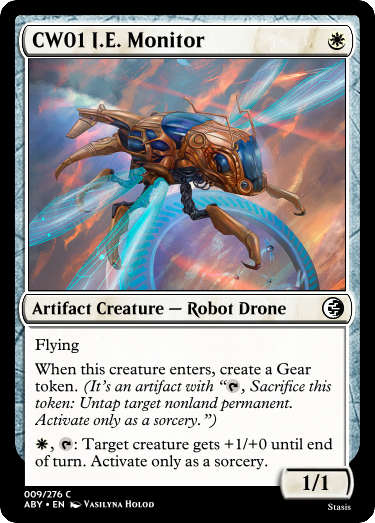 CW01 I.E. Monitor
Artifact Creature — Robot Drone
Flying
When this creature enters, create a Gear
token. (It's an artifact with “, Sacrifice this
token: Untap target nonland permanent.
Activate only as a sorcery.”)
, : Target creature gets +1/+0 until end
of turn. Activate only as a sorcery.
1/1
009/276 C
ABY • EN Vasilyna Holod
Stasis